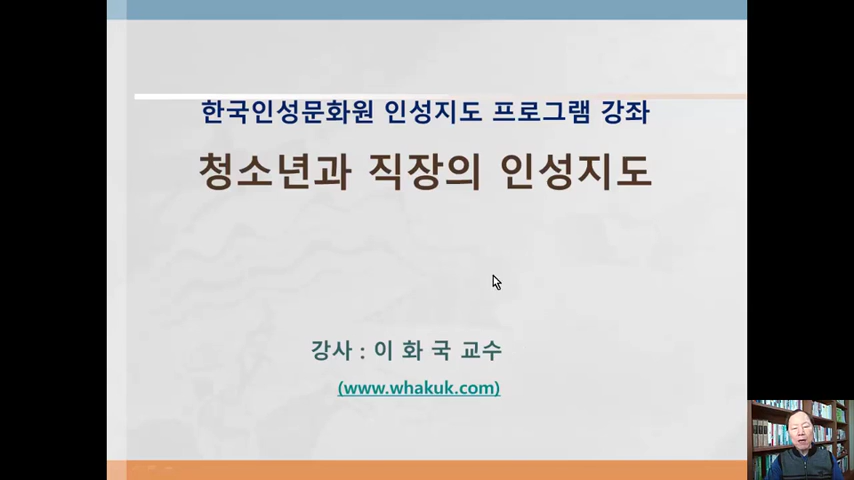 한국인성문화원 인성지도 프로그램 강좌
청소년과 직장의 인성지도
강사 : 이 화 국 교수
(www.whakuk.com)